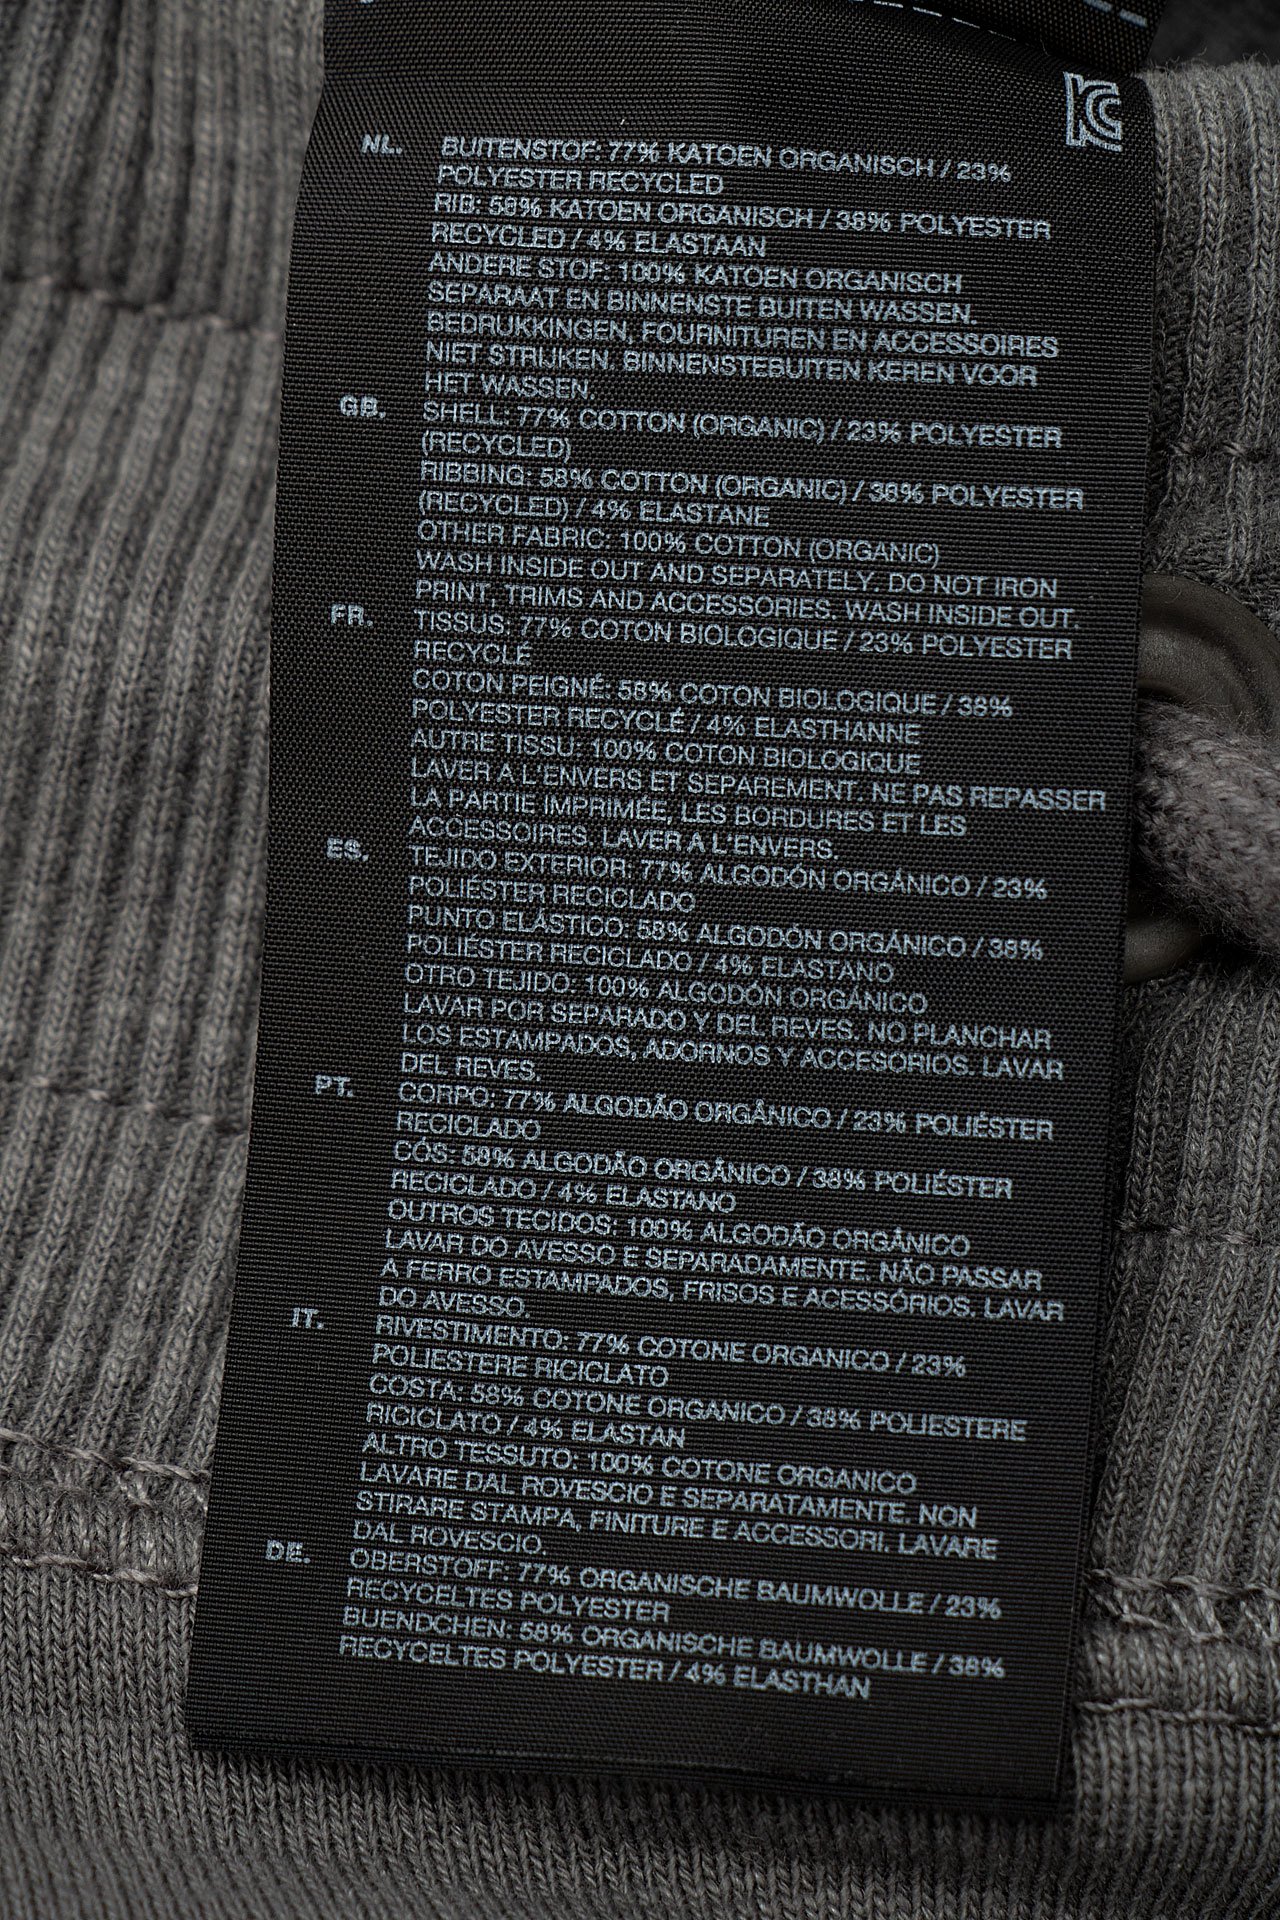 KC
NL. BUITENSTOF: 77% KATOEN ORGANISCH / 23%
POLYESTER RECYCLED
RIB: 58% KATOEN ORGANISCH / 38% POLYESTER
RECYCLED / 4% ELASTAAN
ANDERE STOF: 100% KATOEN ORGANISCH
SEPARAAT EN BINNENSTE BUITEN WASSEN.
BEDRUKKINGEN, FOURNITUREN EN ACCESSOIRES
NIET STRIJKEN. BINNENSTEBUITEN KEREN VOOR
HET WASSEN.
GB. SHELL: 77% COTTON (ORGANIC) / 23% POLYESTER
(RECYCLED)
RIBBING: 58% COTTON (ORGANIC) / 38% POLYESTER
(RECYCLED) / 4% ELASTANE
OTHER FABRIC: 100% COTTON (ORGANIC)
WASH INSIDE OUT AND SEPARATELY. DO NOT IRON
PRINT, TRIMS AND ACCESSORIES. WASH INSIDE OUT.
FR. TISSUS: 77% COTON BIOLOGIQUE / 23% POLYESTER
RECYCLÉ
COTON PEIGNÉ: 58% COTON BIOLOGIQUE / 38%
POLYESTER RECYCLÉ / 4% ELASTHANNE
AUTRE TISSU: 100% COTON BIOLOGIQUE
LAVER A L'ENVERS ET SEPAREMENT. NE PAS REPASSER
LA PARTIE IMPRIMÉE, LES BORDURES ET LES
ACCESSOIRES. LAVER A L'ENVERS.
ES. TEJIDO EXTERIOR: 77% ALGODÓN ORGÁNICO / 23%
POLIÉSTER RECICLADO
PUNTO ELÁSTICO: 58% ALGODÓN ORGÁNICO / 38%
POLIÉSTER RECICLADO / 4% ELASTANO
OTRO TEJIDO: 100% ALGODÓN ORGÁNICO
LAVAR POR SEPARADO Y DEL REVES. NO PLANCHAR
LOS ESTAMPADOS, ADORNOS Y ACCESORIOS. LAVAR
DEL REVES.
PT. CORPO: 77% ALGODÃO ORGÂNICO / 23% POLIÉSTER
RECICLADO
CÓS: 58% ALGODÃO ORGÂNICO / 38% POLIÉSTER
RECICLADO / 4% ELASTANO
OUTROS TECIDOS: 100% ALGODÃO ORGÂNICO
LAVAR DO AVESSO E SEPARADAMENTE. NÃO PASSAR
A FERRO ESTAMPADOS, FRISOS E ACESSÓRIOS. LAVAR
DO AVESSO.
IT. RIVESTIMENTO: 77% COTONE ORGANICO / 23%
POLIESTERE RICICLATO
COSTA: 58% COTONE ORGANICO / 38% POLIESTERE
RICICLATO / 4% ELASTAN
ALTRO TESSUTO: 100% COTONE ORGANICO
LAVARE DAL ROVESCIO E SEPARATAMENTE. NON
STIRARE STAMPA, FINITURE E ACCESSORI. LAVARE
DAL ROVESCIO.
DE. OBERSTOFF: 77% ORGANISCHE BAUMWOLLE / 23%
RECYCELTES POLYESTER
BUENDCHEN: 58% ORGANISCHE BAUMWOLLE / 38%
RECYCELTES POLYESTER / 4% ELASTHAN